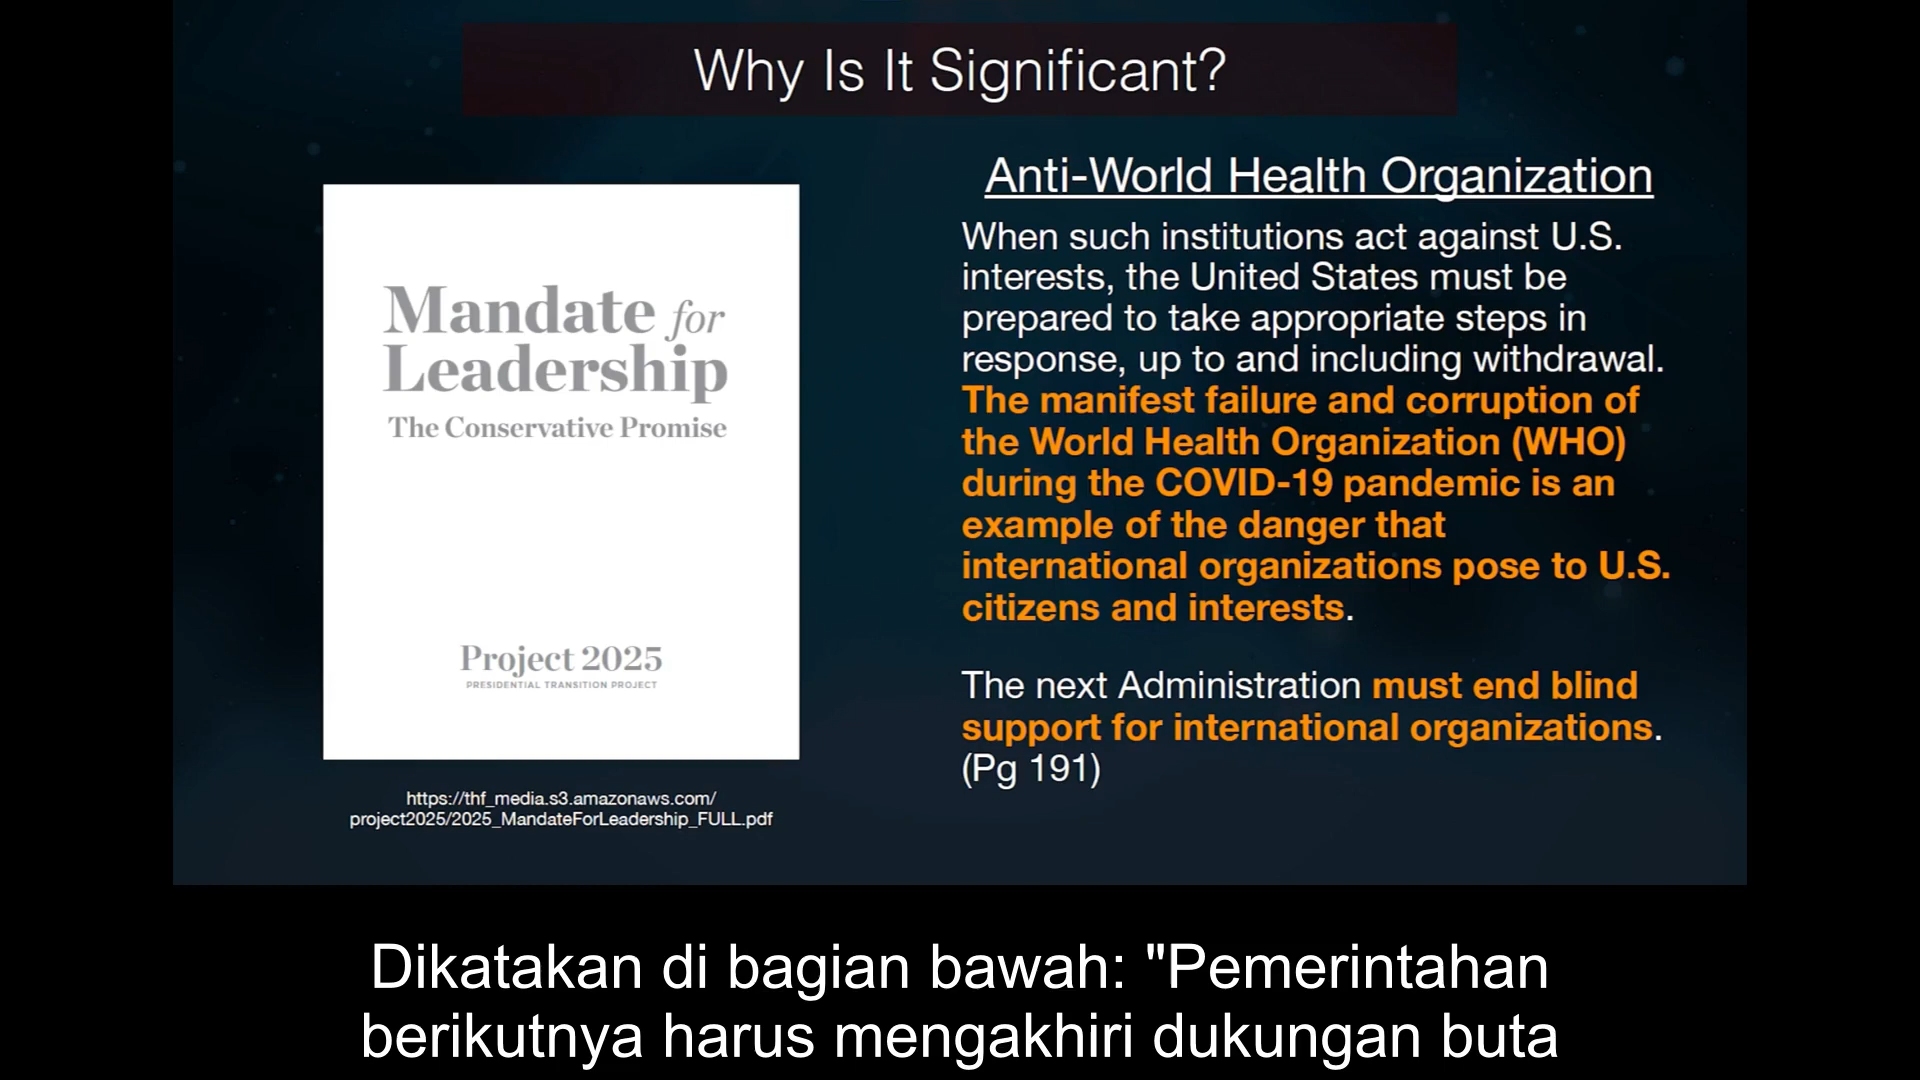 Why Is It Significant?
Mandate for
Leadership
The Conservative Promise
Project 2025
PRESIDENTIAL TRANSITION PROJECT
https://thf_media.s3.amazonaws.com/
project2025/2025_MandateForLeadership_FULL.pdf
Anti-World Health Organization
When such institutions act against U.S.
interests, the United States must be
prepared to take appropriate steps in
response, up to and including withdrawal.
The manifest failure and corruption of
the World Health Organization (WHO)
during the COVID-19 pandemic is an
example of the danger that
international organizations pose to U.S.
citizens and interests.
The next Administration must end blind
support for international organizations.
(Pg 191)
Dikatakan di bagian bawah: "Pemerintahan
berikutnya harus mengakhiri dukungan buta